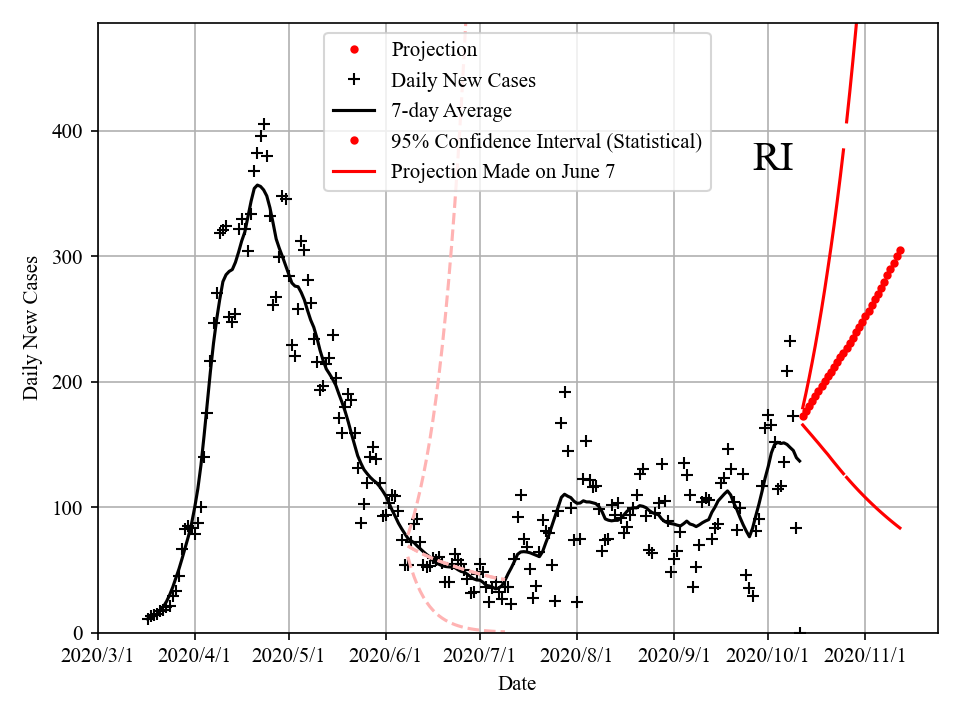 Projection
Daily New Cases
7-day Average
95% Confidence Interval (Statistical)
Projection Made on June 7
RI
Daily New Cases
400
300
200
100
0
2020/3/1 2020/4/1 2020/5/1 2020/6/1 2020/7/1 2020/8/1 2020/9/1 2020/10/1 2020/11/1
Date